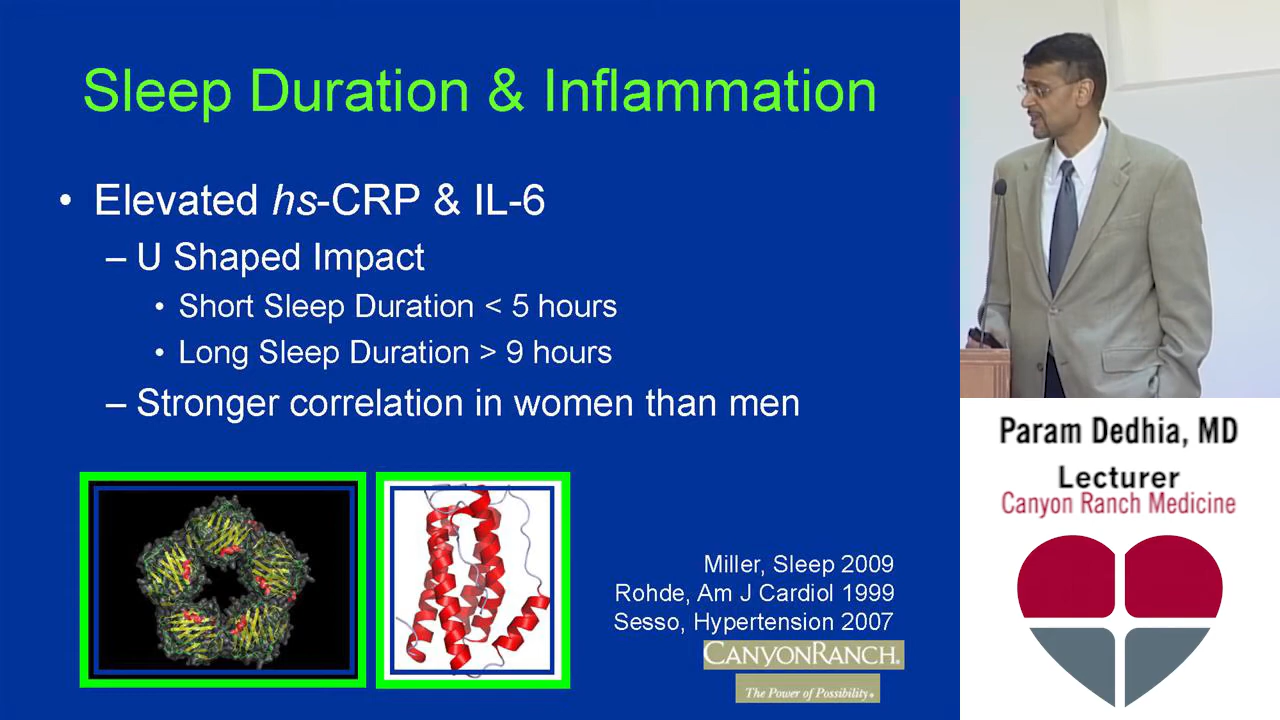 Sleep Duration & Inflammation
• Elevated hs-CRP & IL-6
– U Shaped Impact
• Short Sleep Duration < 5 hours
• Long Sleep Duration > 9 hours
– Stronger correlation in women than men
Miller, Sleep 2009
Rohde, Am J Cardiol 1999
Sesso, Hypertension 2007
CANYONRANCH®
The Power of Possibility®
Param Dedhia, MD
Lecturer
Canyon Ranch Medicine